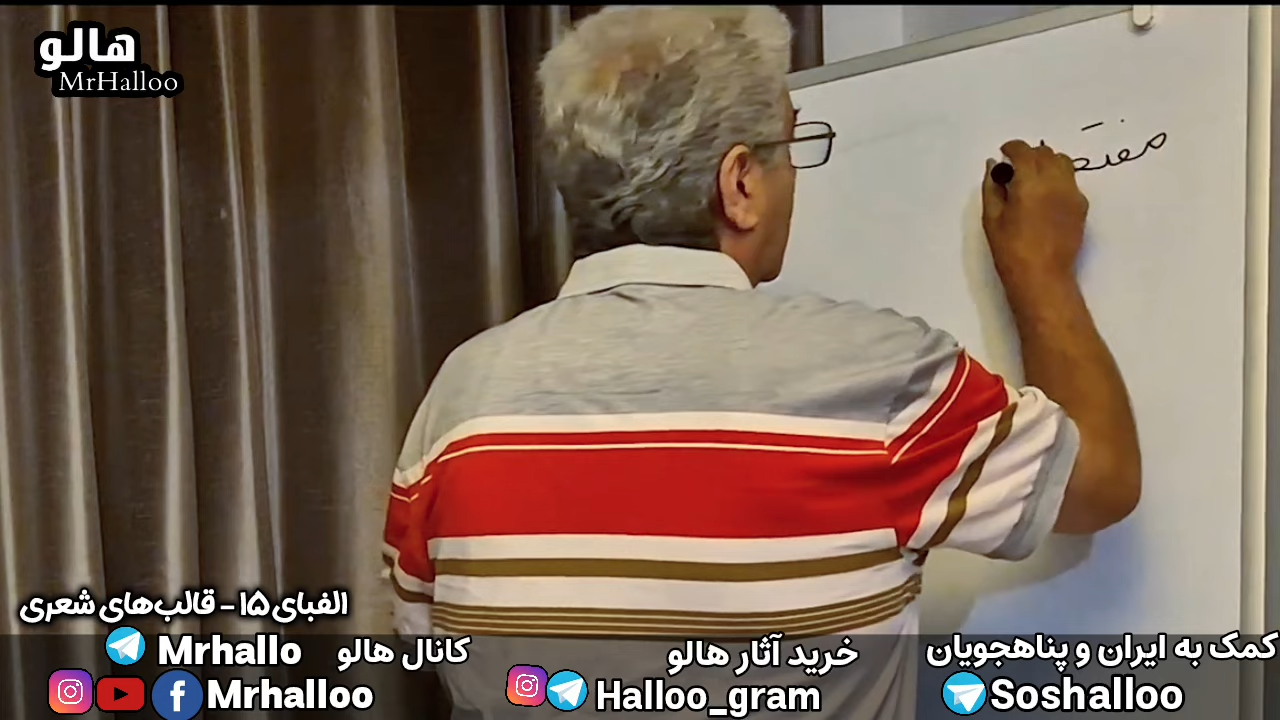 هالو
MrHalloo
الفبای ۱۵ - قالب‌های شعری
Mrhallo کانال هالو
Mrhalloo
خرید آثار هالو
Halloo_gram
کمک به ایران و پناهجویان
Soshalloo